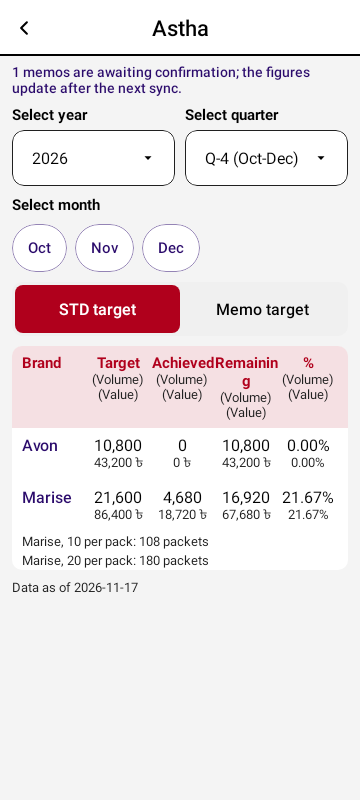 Astha
1 memos are awaiting confirmation; the figures
update after the next sync.
Select year
Select quarter
2026
Q-4 (Oct-Dec)
Select month
Oct
Nov
Dec
STD target
Memo target
Brand Target Achieved Remainin %
g
(Volume) (Volume) (Volume) (Volume)
(Value) (Value) (Value) (Value)
Avon 10,800 0 10,800 0.00%
43,200 ৳ 0 ৳ 43,200 ৳ 0.00%
Marise 21,600 4,680 16,920 21.67%
86,400 ৳ 18,720 ৳ 67,680 ৳ 21.67%
Marise, 10 per pack: 108 packets
Marise, 20 per pack: 180 packets
Data as of 2026-11-17